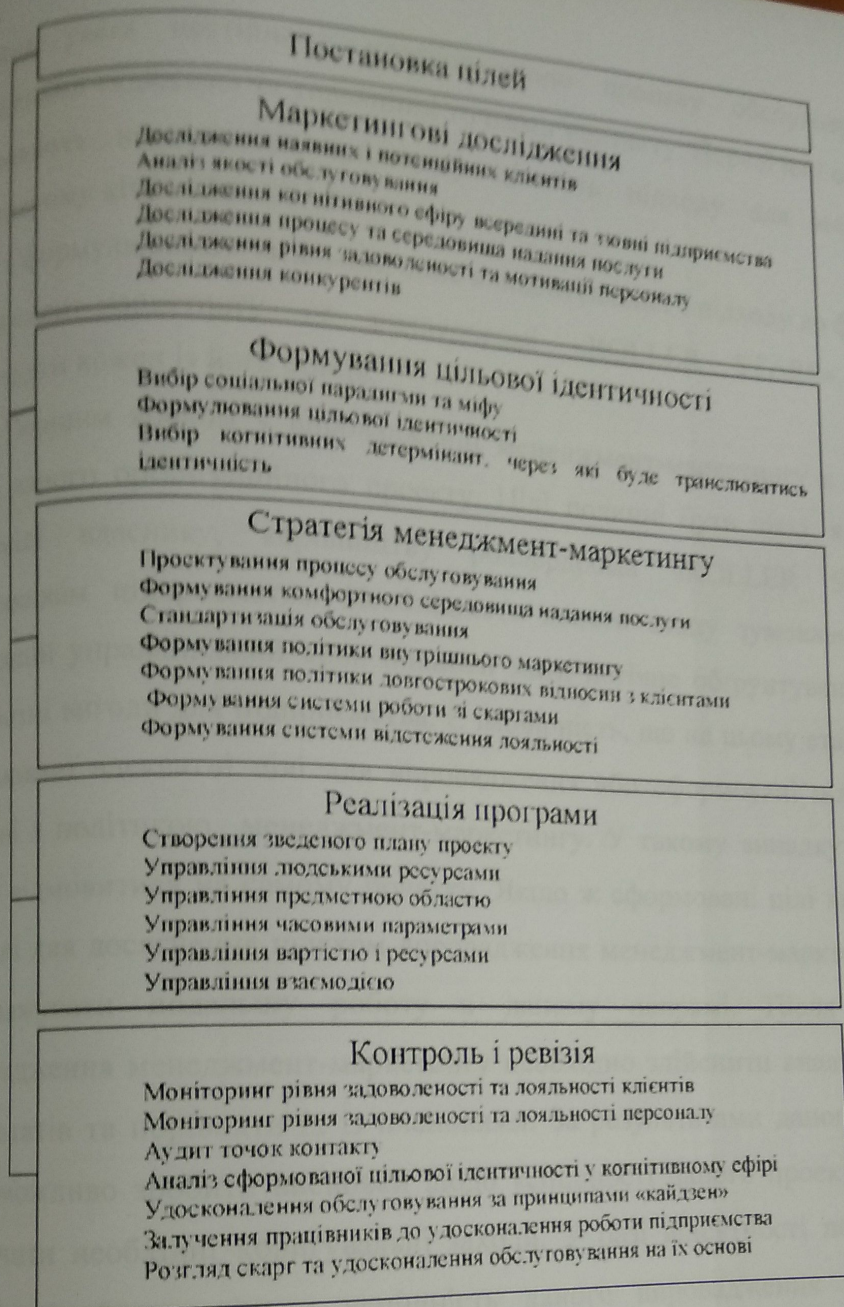 Постановка цілей
Маркетингові дослідження
Дослідження наявних і потенційних клієнтів
Аналіз якості обслуговування
Дослідження когнітивного ефіру всередині та ззовні підприємства
Дослідження процесу та середовища надання послуги
Дослідження рівня задоволеності та мотивації персоналу
Дослідження конкурентів
Формування цільової ідентичності
Вибір соціальної парадигми та міфу
Формулювання цільової ідентичності
Вибір когнітивних детермінант, через які буде транслюватись
ідентичність
Стратегія менеджмент-маркетингу
Проектування процесу обслуговування
Формування комфортного середовища надання послуги
Стандартизація обслуговування
Формування політики внутрішнього маркетингу
Формування політики довгострокових відносин з клієнтами
Формування системи роботи зі скаргами
Формування системи відстеження лояльності
Реалізація програми
Створення зведеного плану проекту
Управління людськими ресурсами
Управління предметною областю
Управління часовими параметрами
Управління вартістю і ресурсами
Управління взаємодією
Контроль і ревізія
Моніторинг рівня задоволеності та лояльності клієнтів
Моніторинг рівня задоволеності та лояльності персоналу
Аудит точок контакту
Аналіз сформованої цільової ідентичності у когнітивному ефірі
Удосконалення обслуговування за принципами «кайдзен»
Залучення працівників до удосконалення роботи підприємства
Розгляд скарг та удосконалення обслуговування на їх основі